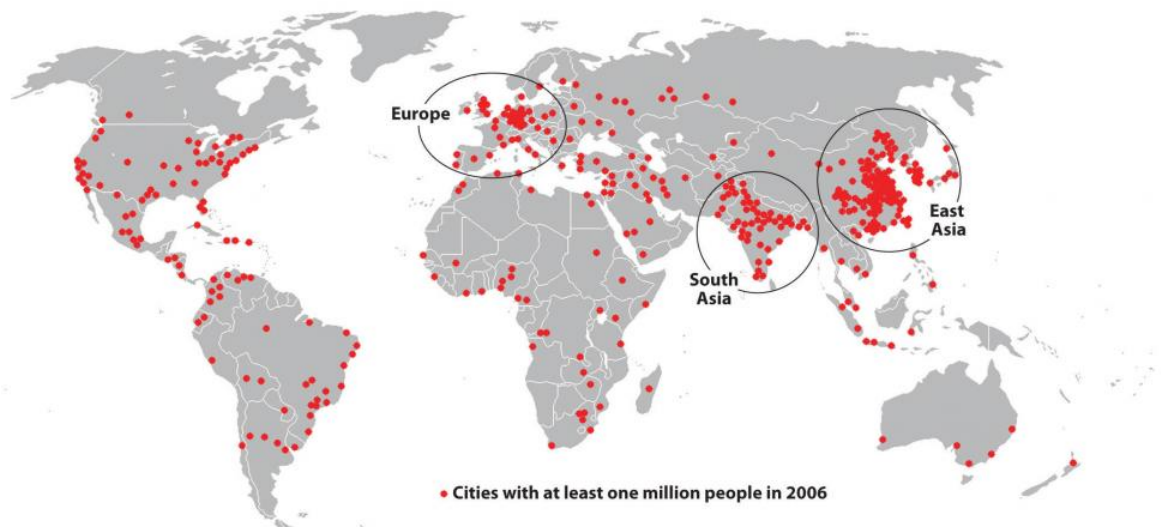 Europe
East
Asia
South
Asia
Cities with at least one million people in 2006